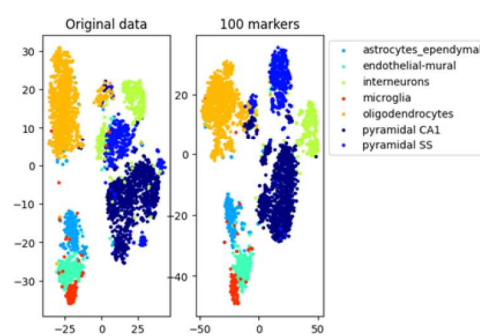 Original data
100 markers
30
20
10
0
−10
−20
−30
−25
0
25
20
0
−20
−40
−50
0
50
astrocytes_ependymal
endothelial-mural
interneurons
microglia
oligodendrocytes
pyramidal CA1
pyramidal SS